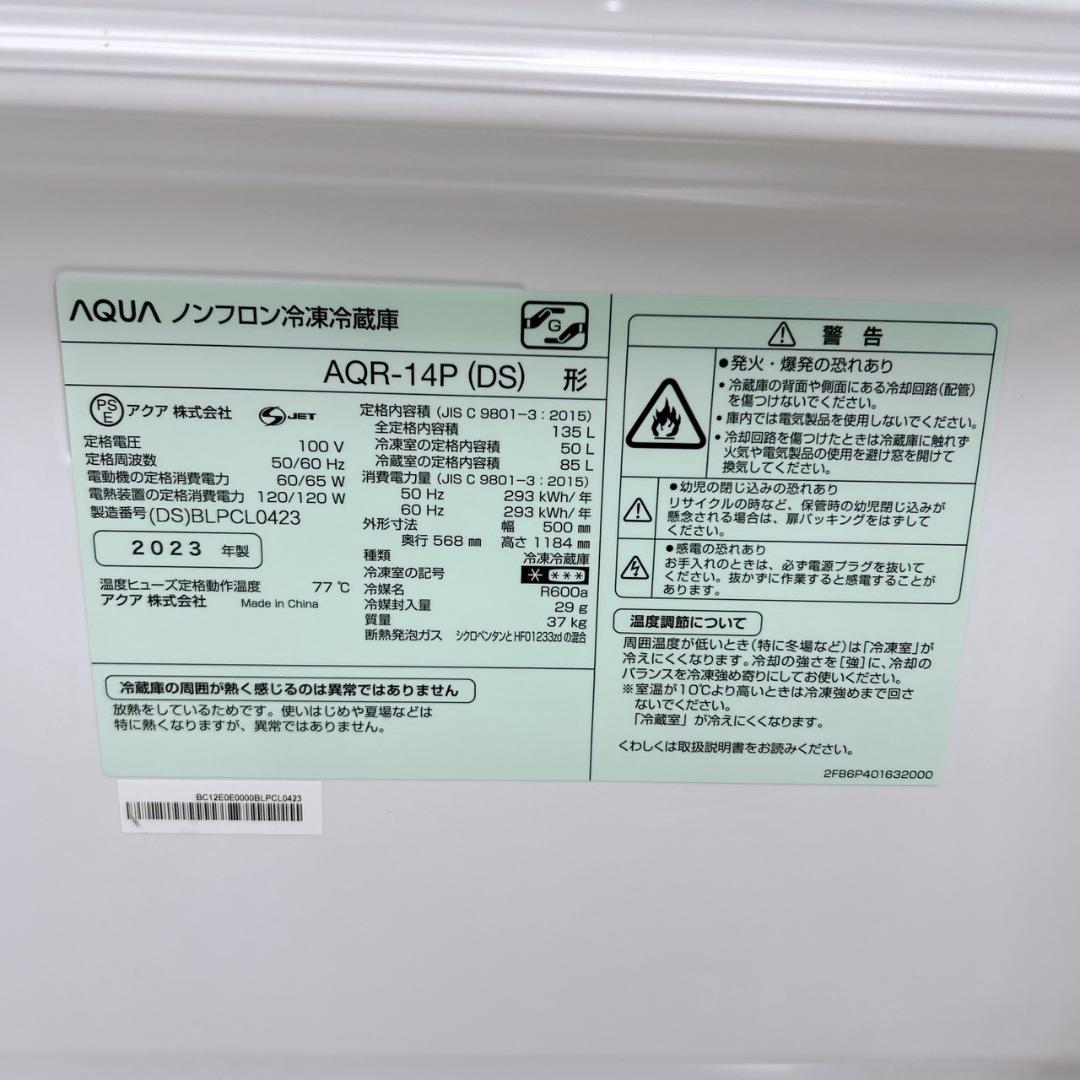 AQUA ノンフロン冷凍冷蔵庫
G
AQR-14P (DS) 形
PS
E
アクア 株式会社
S JET
定格電圧 100 V
定格周波数 50/60 Hz
電動機の定格消費電力 60/65 W
電熱装置の定格消費電力 120/120 W
製造番号 (DS)BLPCL0423
2023 年製
温度ヒューズ定格動作温度 77 ℃
アクア 株式会社 Made in China
定格内容積 (JIS C 9801-3 : 2015)
全定格内容積 135 L
冷凍室の定格内容積 50 L
冷蔵室の定格内容積 85 L
消費電力量 (JIS C 9801-3 : 2015)
50 Hz 293 kWh/年
60 Hz 293 kWh/年
外形寸法 幅 500 mm
奥行 568 mm 高さ 1184 mm
種類 冷凍冷蔵庫
冷凍室の記号 * ***
冷媒名 R600a
冷媒封入量 29 g
質量 37 kg
断熱発泡ガス シクロペンタンとHFO1233zdの混合
冷蔵庫の周囲が熱く感じるのは異常ではありません
放熱をしているためです。使いはじめや夏場などは
特に熱くなりますが、異常ではありません。
警告
●発火・爆発の恐れあり
・冷蔵庫の背面や側面にある冷却回路(配管)
を傷つけないでください。
・庫内では電気製品を使用しないでください。
・冷却回路を傷つけたときは冷蔵庫に触れず
火気や電気製品の使用を避け窓を開けて
換気してください。
●幼児の閉じ込みの恐れあり
リサイクルの時など、保管時の幼児閉じ込みが
懸念される場合は、扉パッキングをはずして
ください。
●感電の恐れあり
お手入れのときは、必ず電源プラグを抜いて
ください。抜かずに作業すると感電することが
あります。
温度調節について
周囲温度が低いとき(特に冬場など)は「冷凍室」が
冷えにくくなります。冷却の強さを[強]に、冷却の
バランスを冷凍強め寄りにしてお使いください。
※室温が10℃より高いときは冷凍強めまで回さ
ないでください。
「冷蔵室」が冷えにくくなります。
くわしくは取扱説明書をお読みください。
2FB6P401632000
BC12E0E0000BLPCL0423